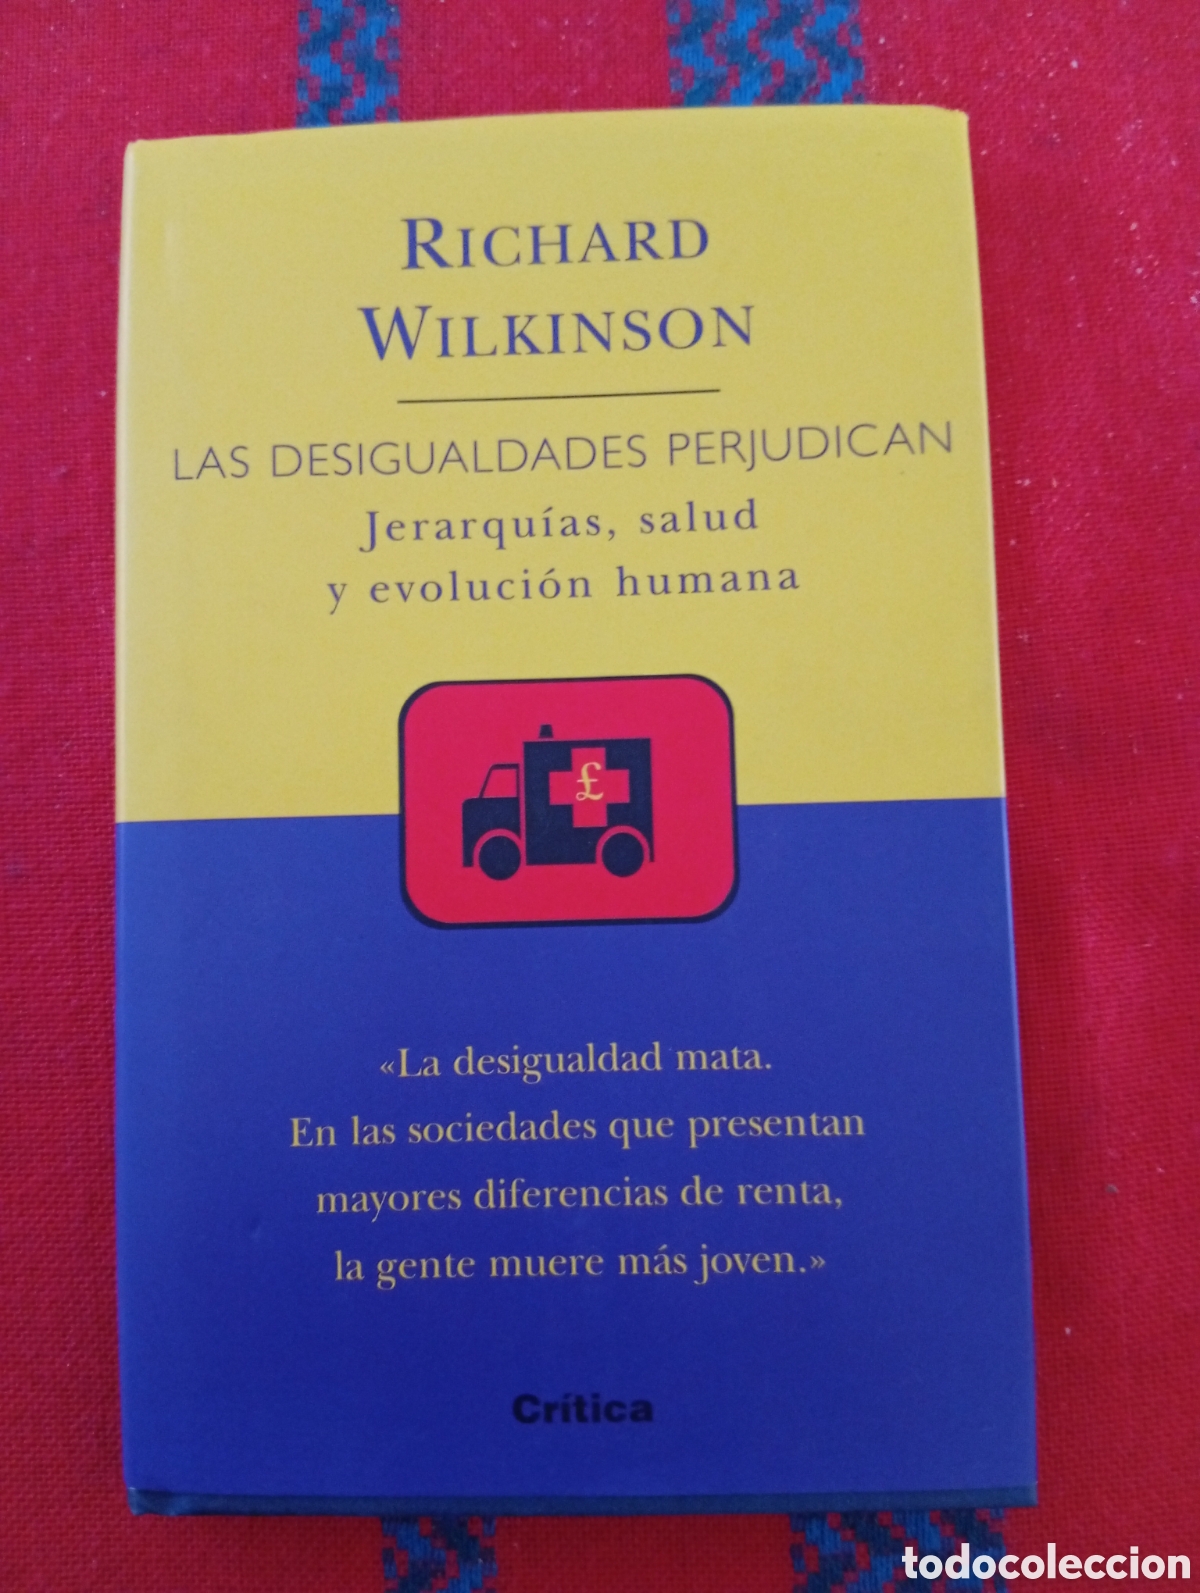 RICHARD
WILKINSON
LAS DESIGUALDADES PERJUDICAN
Jerarquías, salud
y evolución humana
£
«La desigualdad mata.
En las sociedades que presentan
mayores diferencias de renta,
la gente muere más joven.»
Crítica
todocoleccion